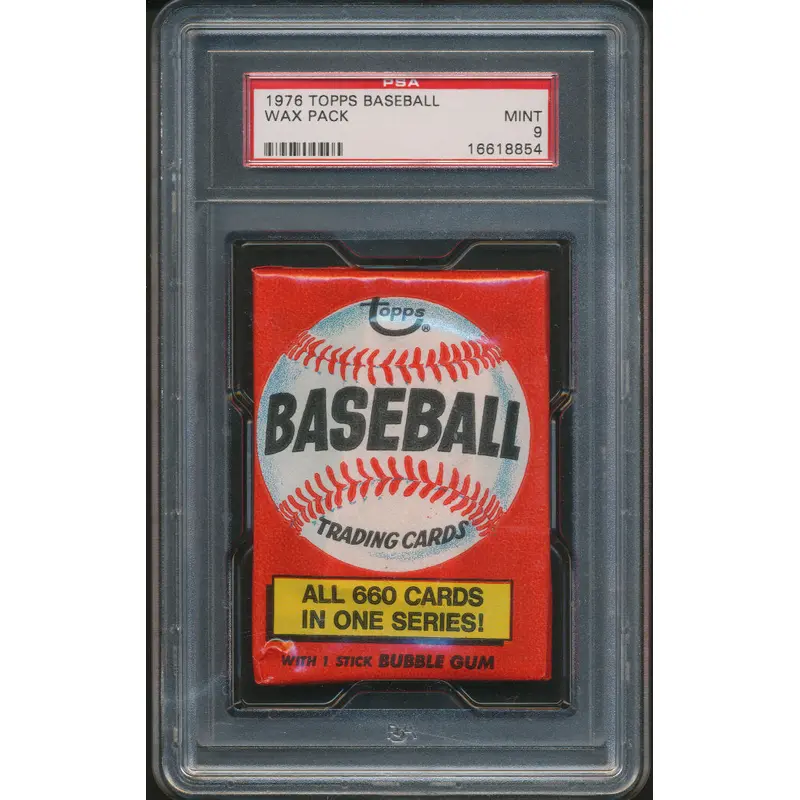 PSA
1976 TOPPS BASEBALL
WAX PACK
MINT
9
16618854
Topps®
BASEBALL
TRADING CARDS
ALL 660 CARDS
IN ONE SERIES!
WITH 1 STICK BUBBLE GUM
PSA